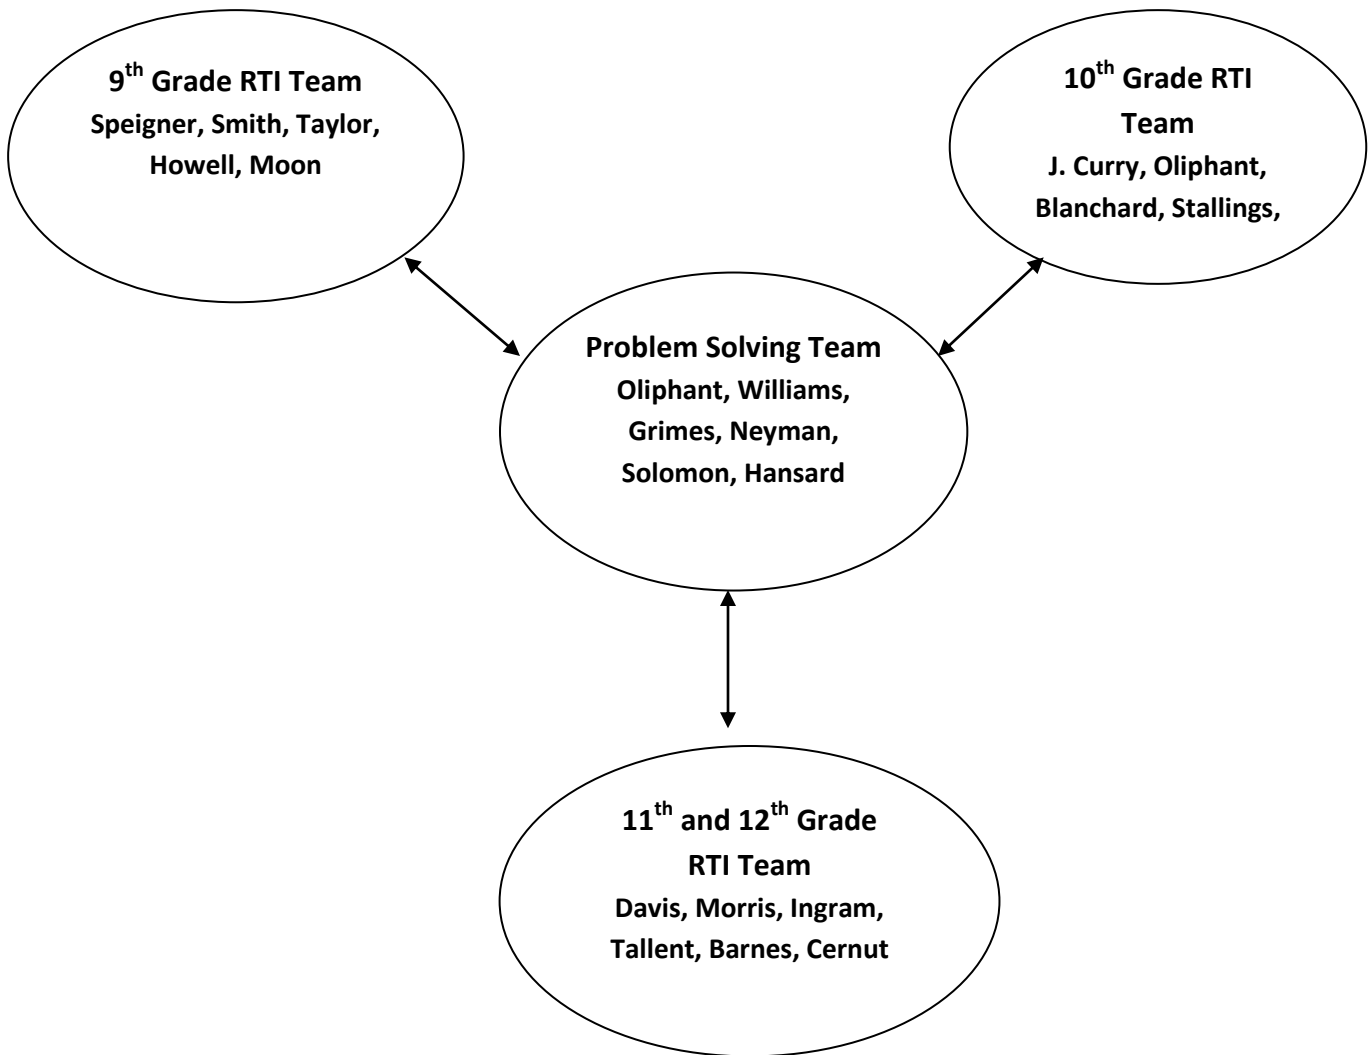 9th Grade RTI Team
Speigner, Smith, Taylor,
Howell, Moon
10th Grade RTI
Team
J. Curry, Oliphant,
Blanchard, Stallings,
Problem Solving Team
Oliphant, Williams,
Grimes, Neyman,
Solomon, Hansard
11th and 12th Grade
RTI Team
Davis, Morris, Ingram,
Tallent, Barnes, Cernut